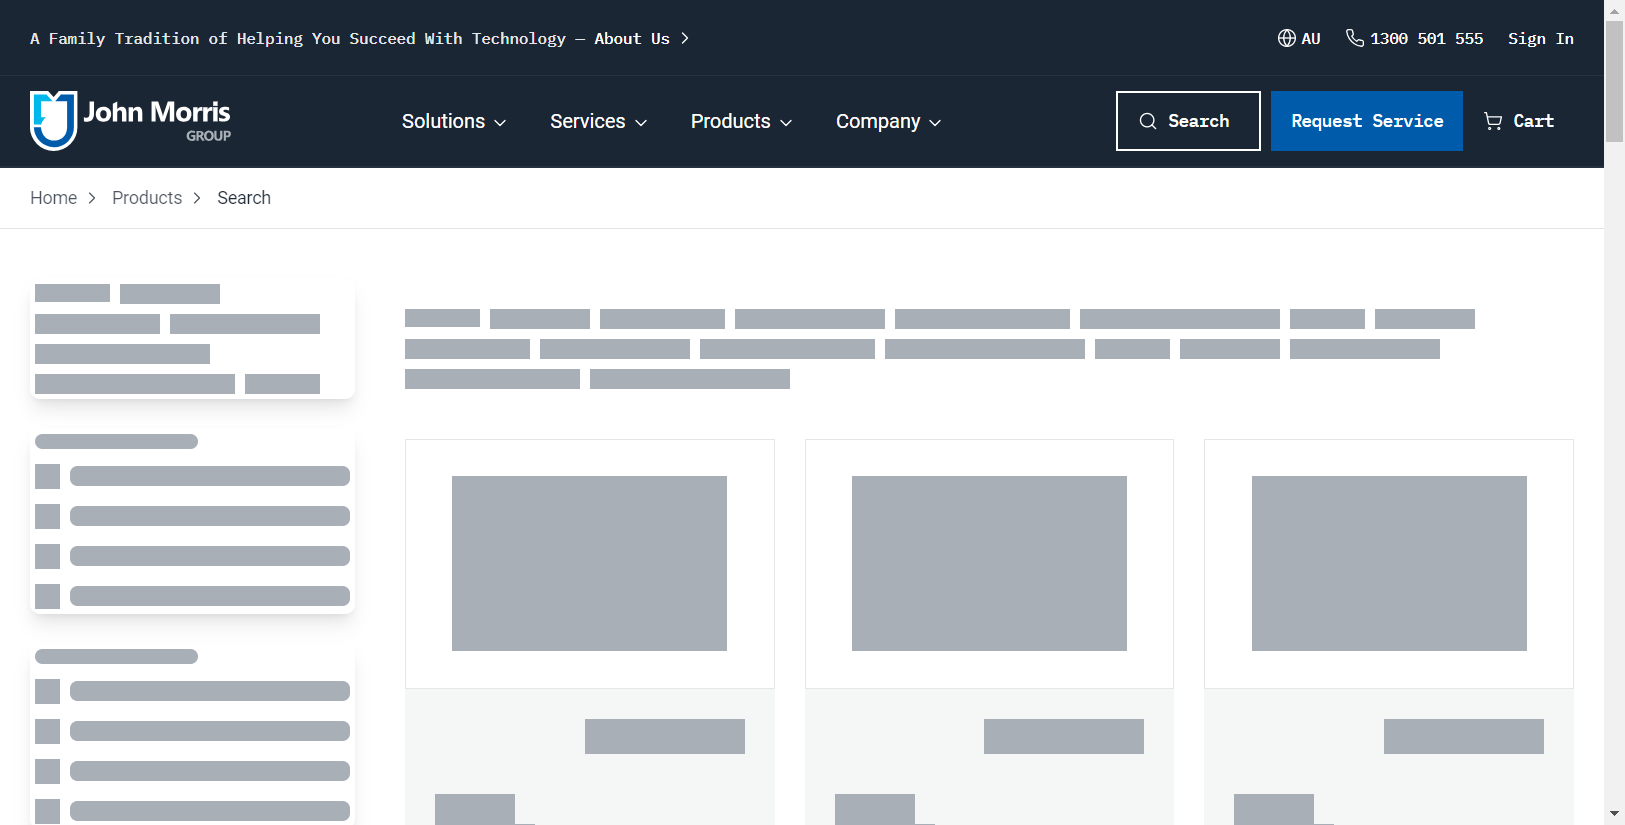 A Family Tradition of Helping You Succeed With Technology — About Us
AU
1300 501 555
Sign In
John Morris
GROUP
Solutions
Services
Products
Company
Search
Request Service
Cart
Home
Products
Search